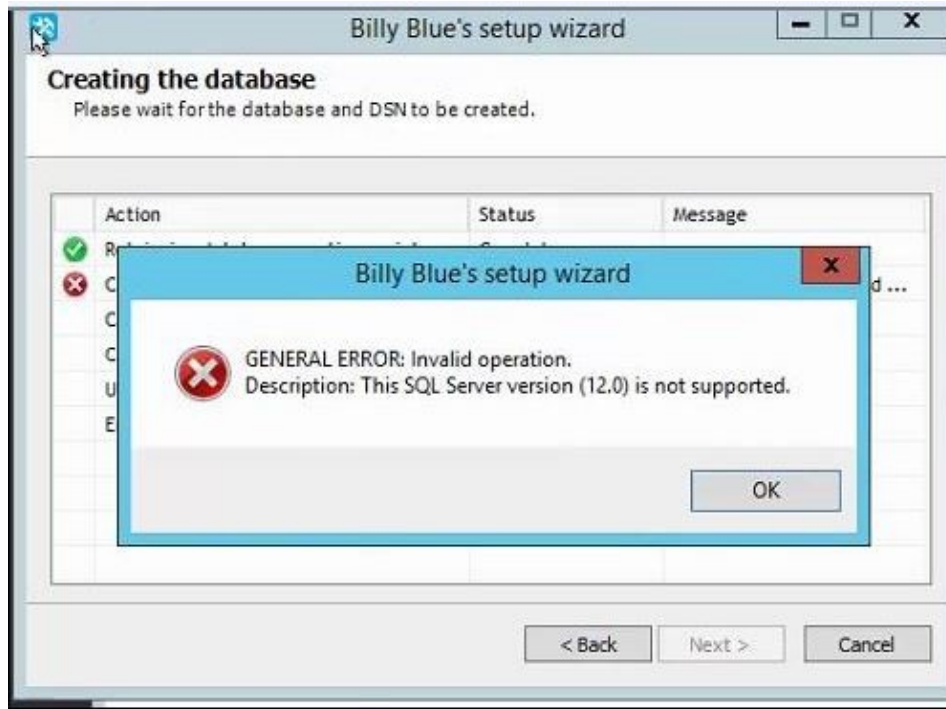 Billy Blue's setup wizard
Creating the database
Please wait for the database and DSN to be created.
Action Status Message
Billy Blue's setup wizard
d ...
GENERAL ERROR: Invalid operation.
Description: This SQL Server version (12.0) is not supported.
OK
< Back Next > Cancel